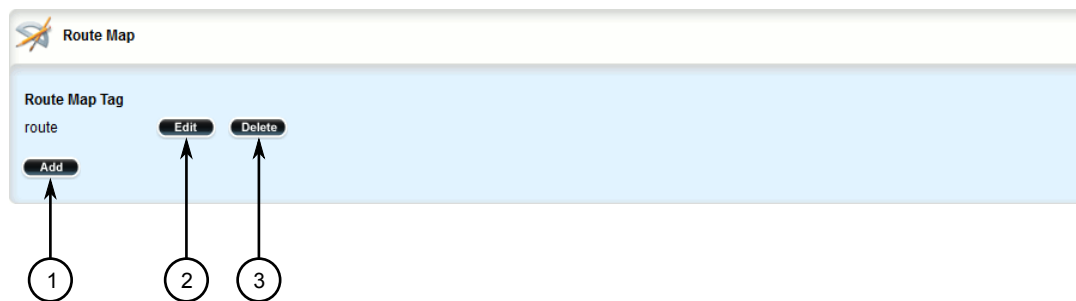 Route Map
Route Map Tag
route Edit Delete
Add
1 2 3